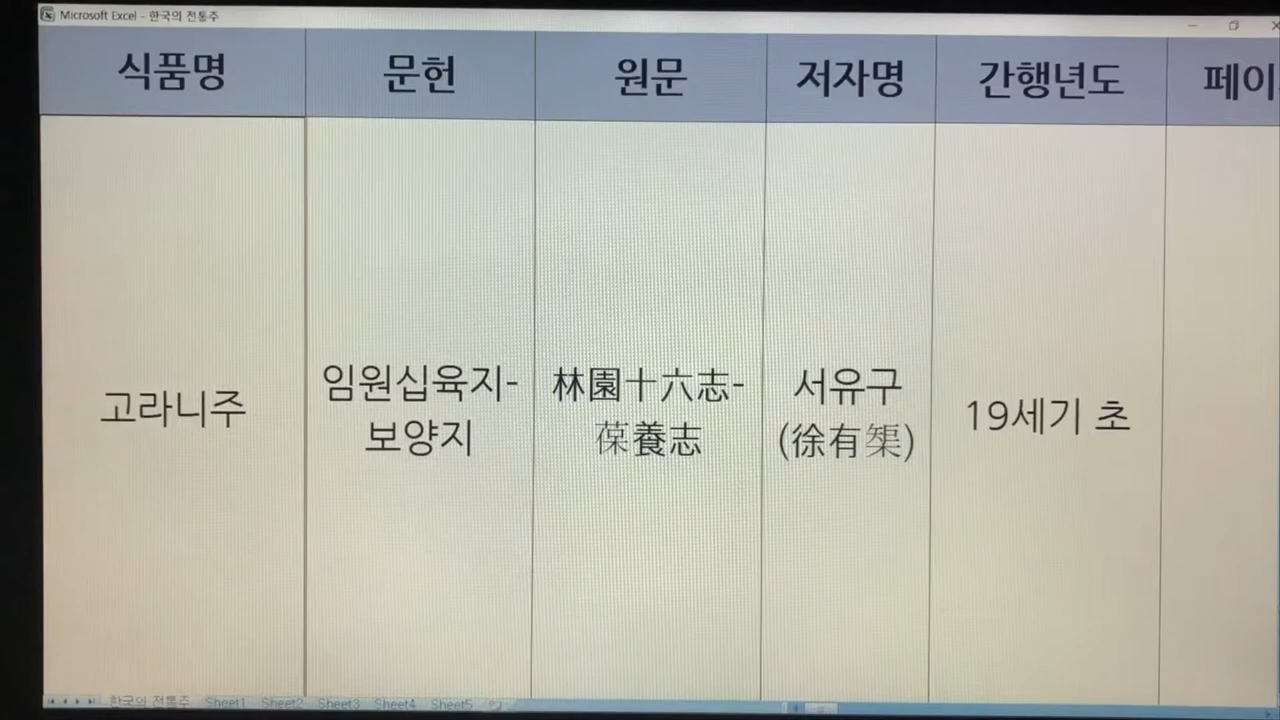 Microsoft Excel - 한국의 전통주
식품명 문헌 원문 저자명 간행년도 페이
고라니주 임원십육지- 林園十六志- 서유구 19세기 초
보양지 葆養志 (徐有榘)
한국의 전통주 Sheet1 Sheet2 Sheet3 Sheet4 Sheet5